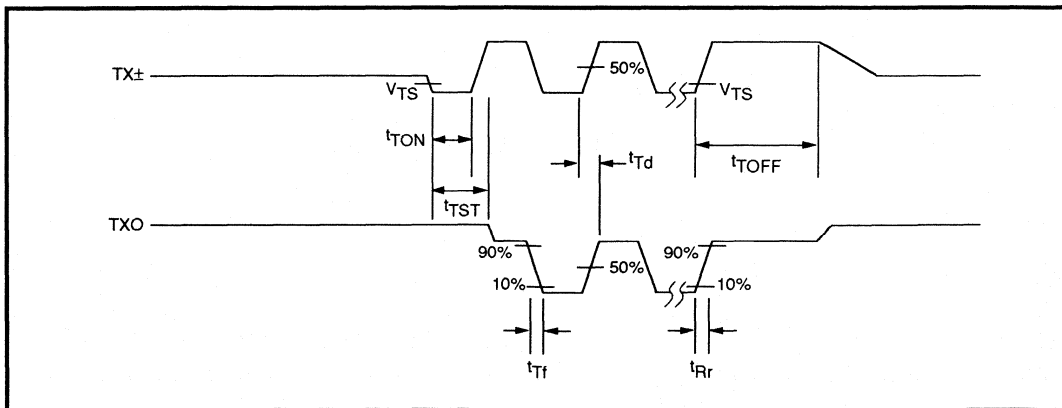 TX±
VTS
50%
VTS
tTON
tTd
tTOFF
tTST
TXO
90%
50%
90%
10%
10%
tTf
tRr